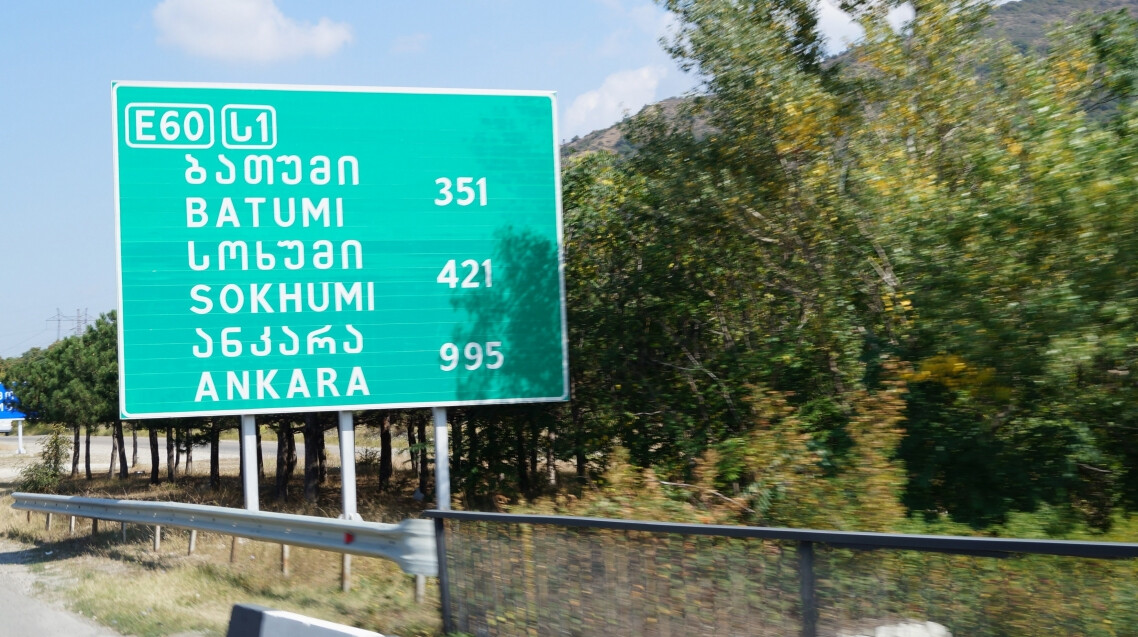 E60 ს1
ბათუმი
BATUMI 351
სოხუმი
SOKHUMI 421
ანკარა
ANKARA 995